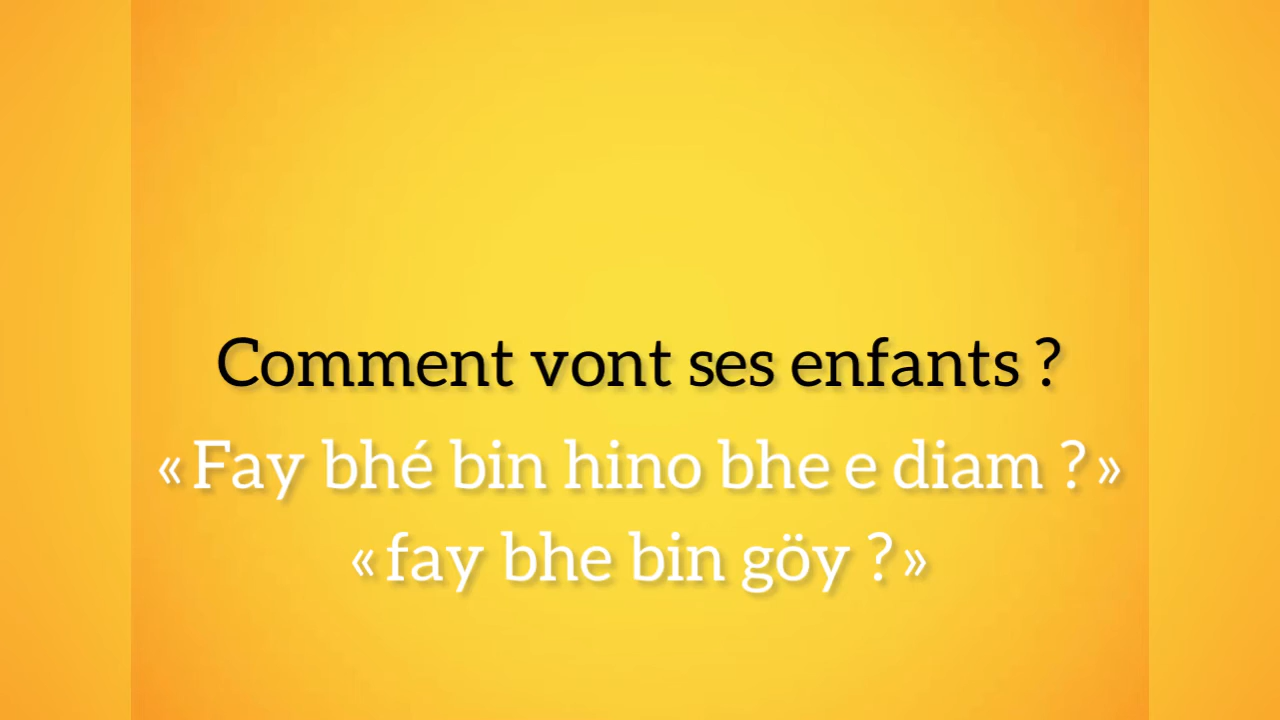 Comment vont ses enfants ?
« Fay bhé bin hino bhe e diam ? »
« fay bhe bin göy ? »